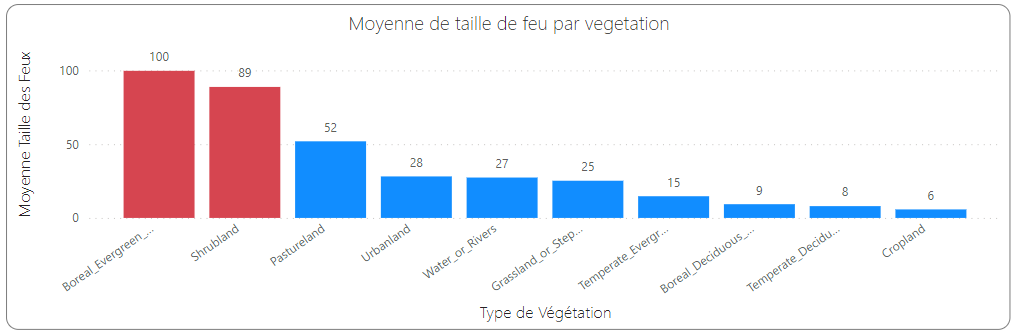 Moyenne de taille de feu par vegetation
Moyenne Taille des Feux
100
50
0
100
89
52
28
27
25
15
9
8
6
Boreal_Evergreen_...
Shrubland
Pastureland
Urbanland
Water_or_Rivers
Grassland_or_Step...
Temperate_Evergr...
Boreal_Deciduous_...
Temperate_Decidu...
Cropland
Type de Végétation